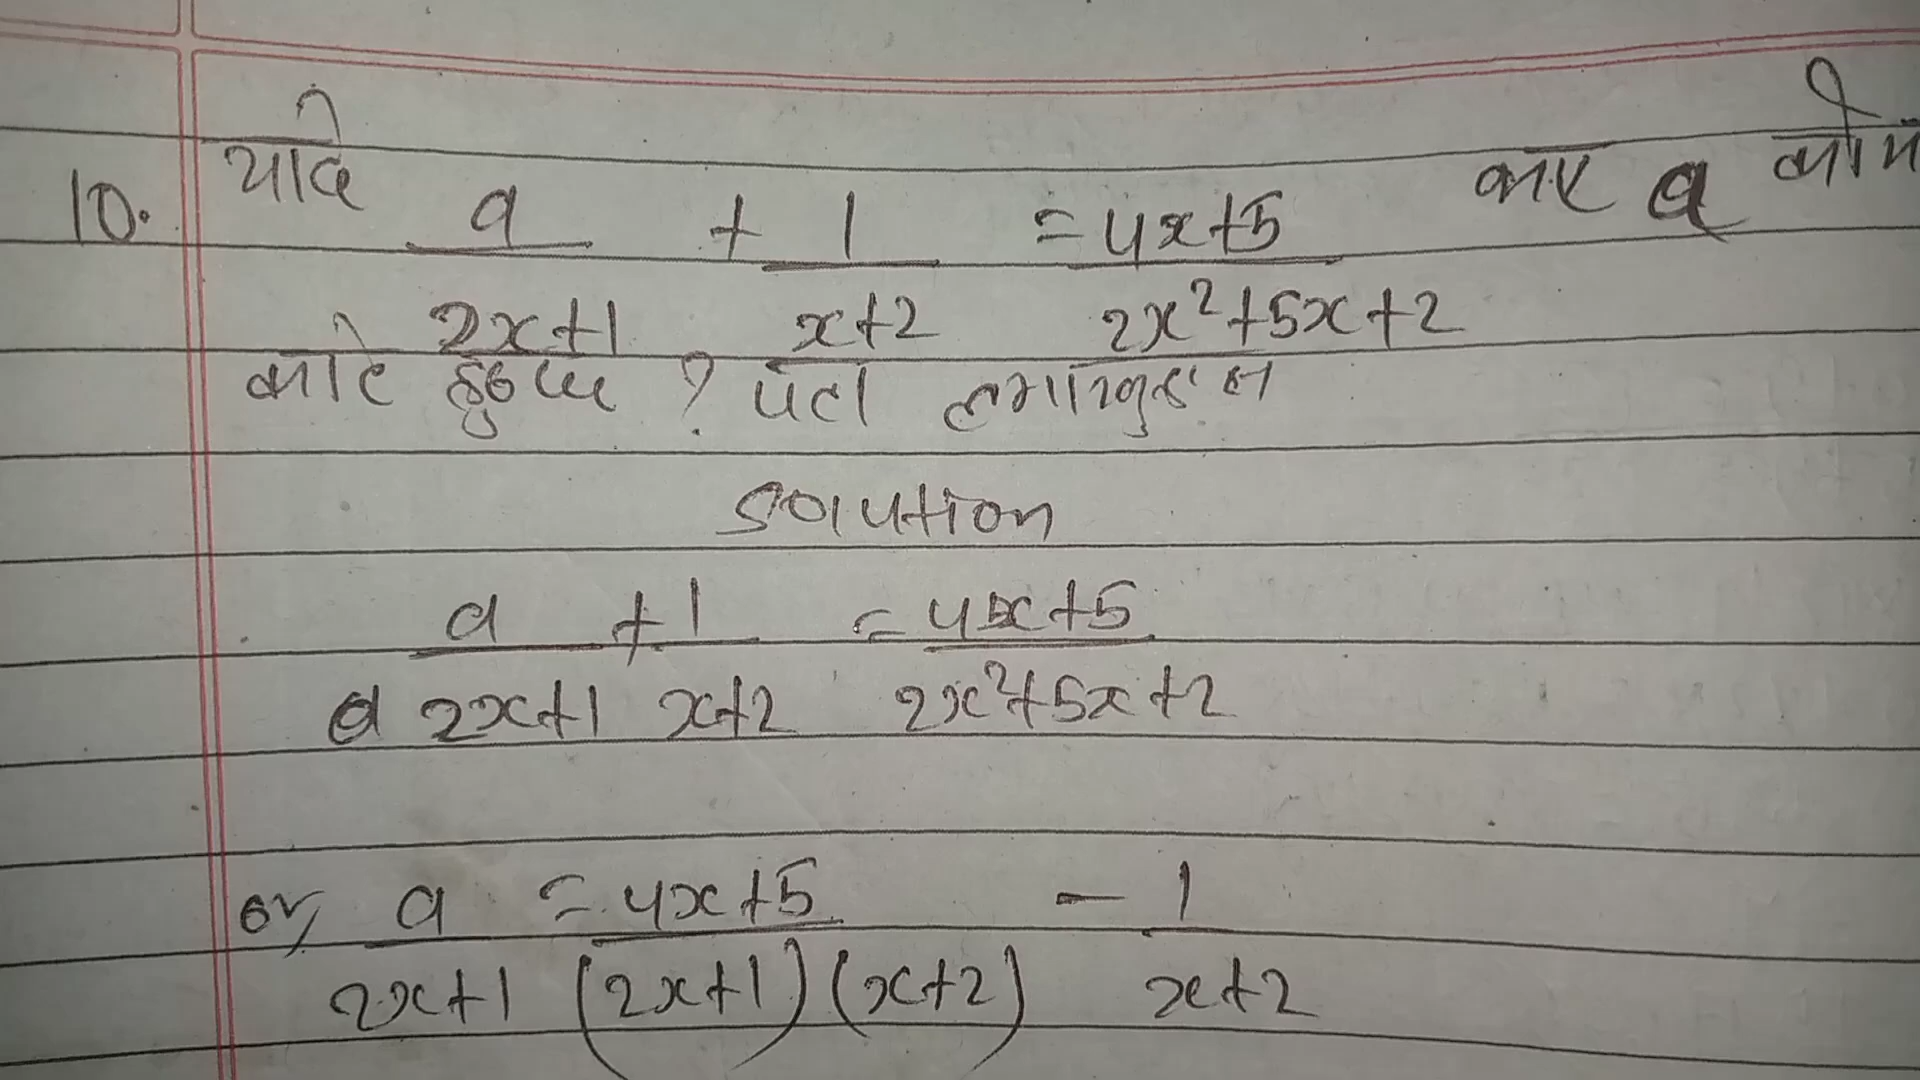 10. यदि a/2x+1 + 1/x+2 = 4x+5/2x²+5x+2 भए a को
हुन्छ ? पत्ता लगाउनुहोस
solution
a/2x+1 + 1/x+2 = 4x+5/2x²+5x+2
or, a/2x+1 = 4x+5/(2x+1)(x+2) - 1/x+2